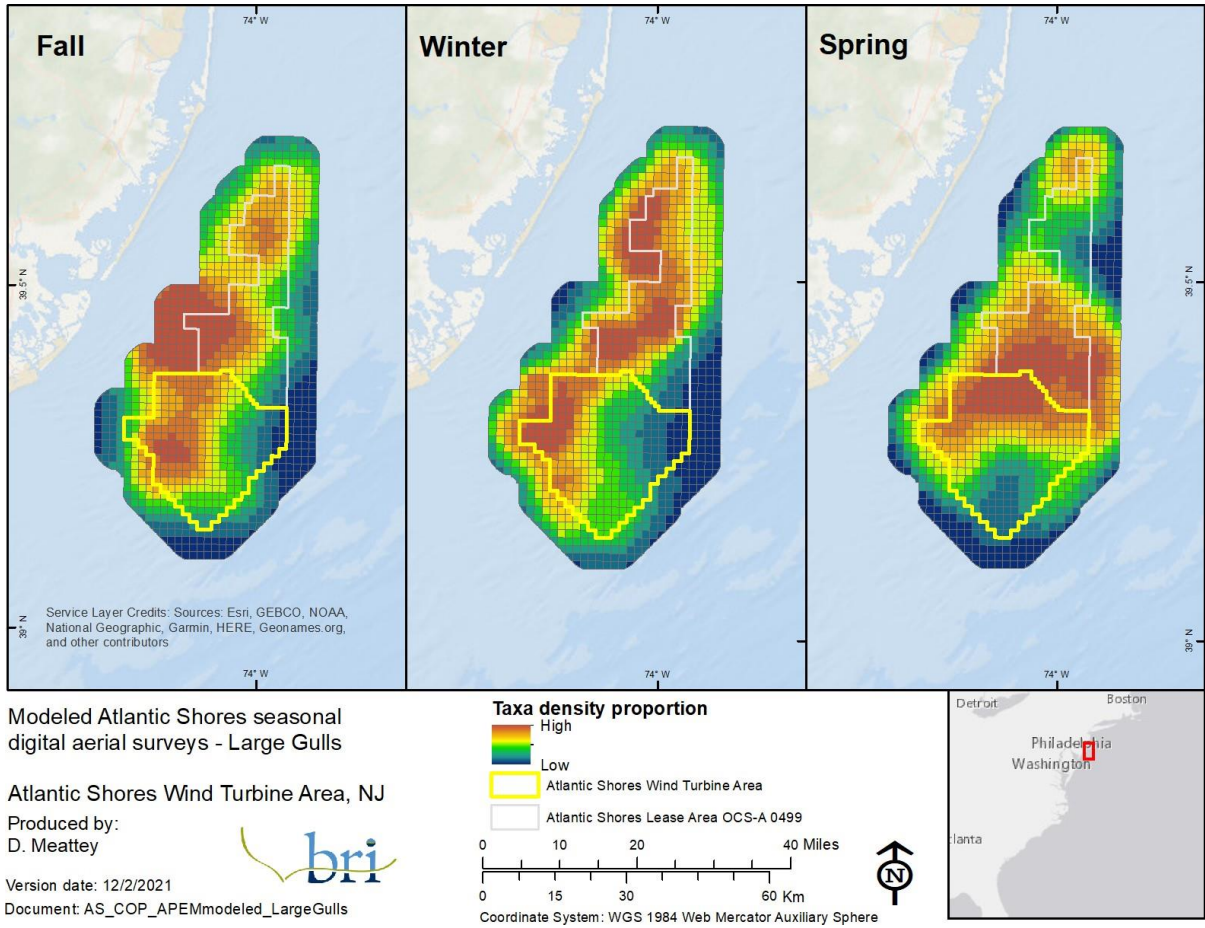 74° W
74° W
74° W
Fall
Winter
Spring
39.5° N
39.5° N
39° N
39° N
Service Layer Credits: Sources: Esri, GEBCO, NOAA,
National Geographic, Garmin, HERE, Geonames.org,
and other contributors
74° W
74° W
74° W
Modeled Atlantic Shores seasonal
digital aerial surveys - Large Gulls
Atlantic Shores Wind Turbine Area, NJ
Produced by:
D. Meattey
bri
Version date: 12/2/2021
Document: AS_COP_APEMmodeled_LargeGulls
Taxa density proportion
High
Low
Atlantic Shores Wind Turbine Area
Atlantic Shores Lease Area OCS-A 0499
0 10 20 40 Miles
0 15 30 60 Km
Coordinate System: WGS 1984 Web Mercator Auxiliary Sphere
N
Detroit
Boston
Philadelphia
Washington
lanta